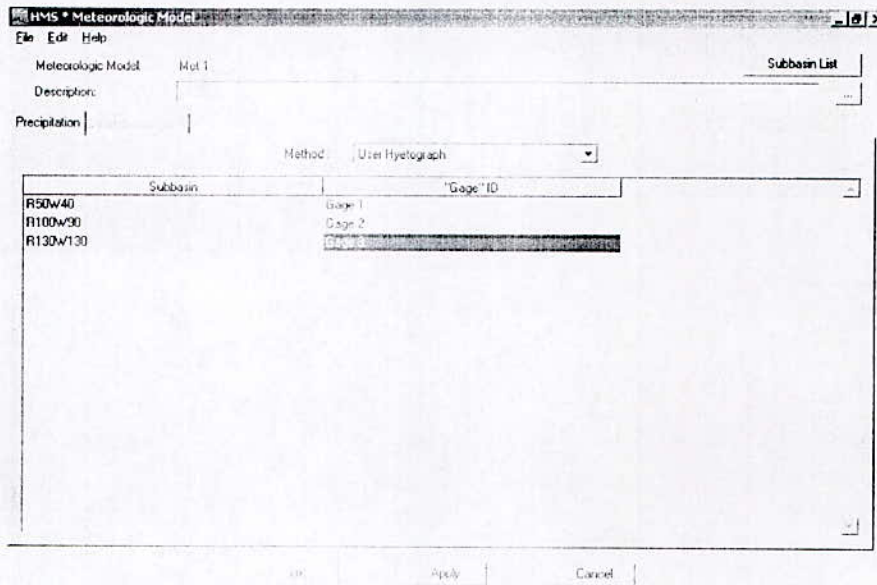 HMS * Meteorologic Model
File Edit Help
Meteorologic Model: Met 1
Subbasin List
Description:
...
Precipitation
Method: User Hyetograph
Subbasin "Gage" ID
R50W40 Gage 1
R100W90 Gage 2
R130W130
Apply Cancel